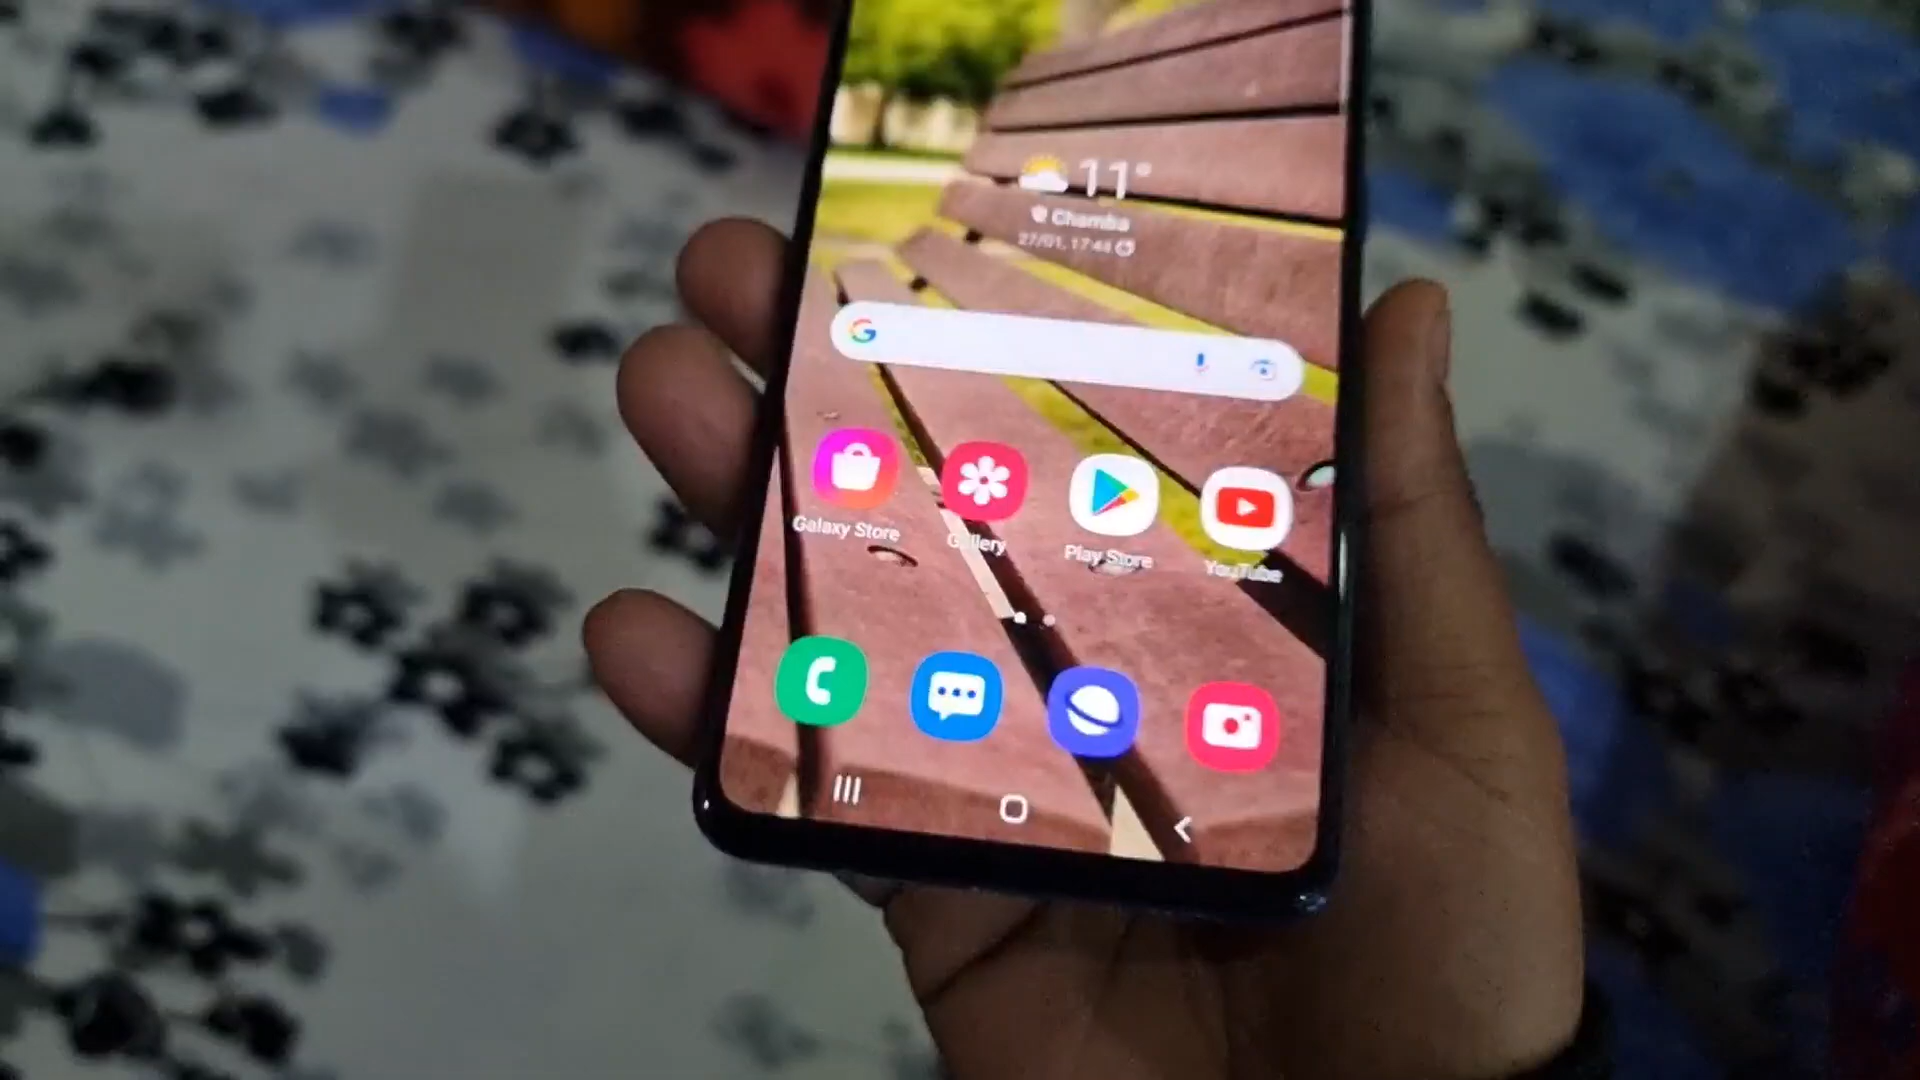 11°
Chamba
27/01, 17:44
Galaxy Store
Gallery
Play Store
YouTube